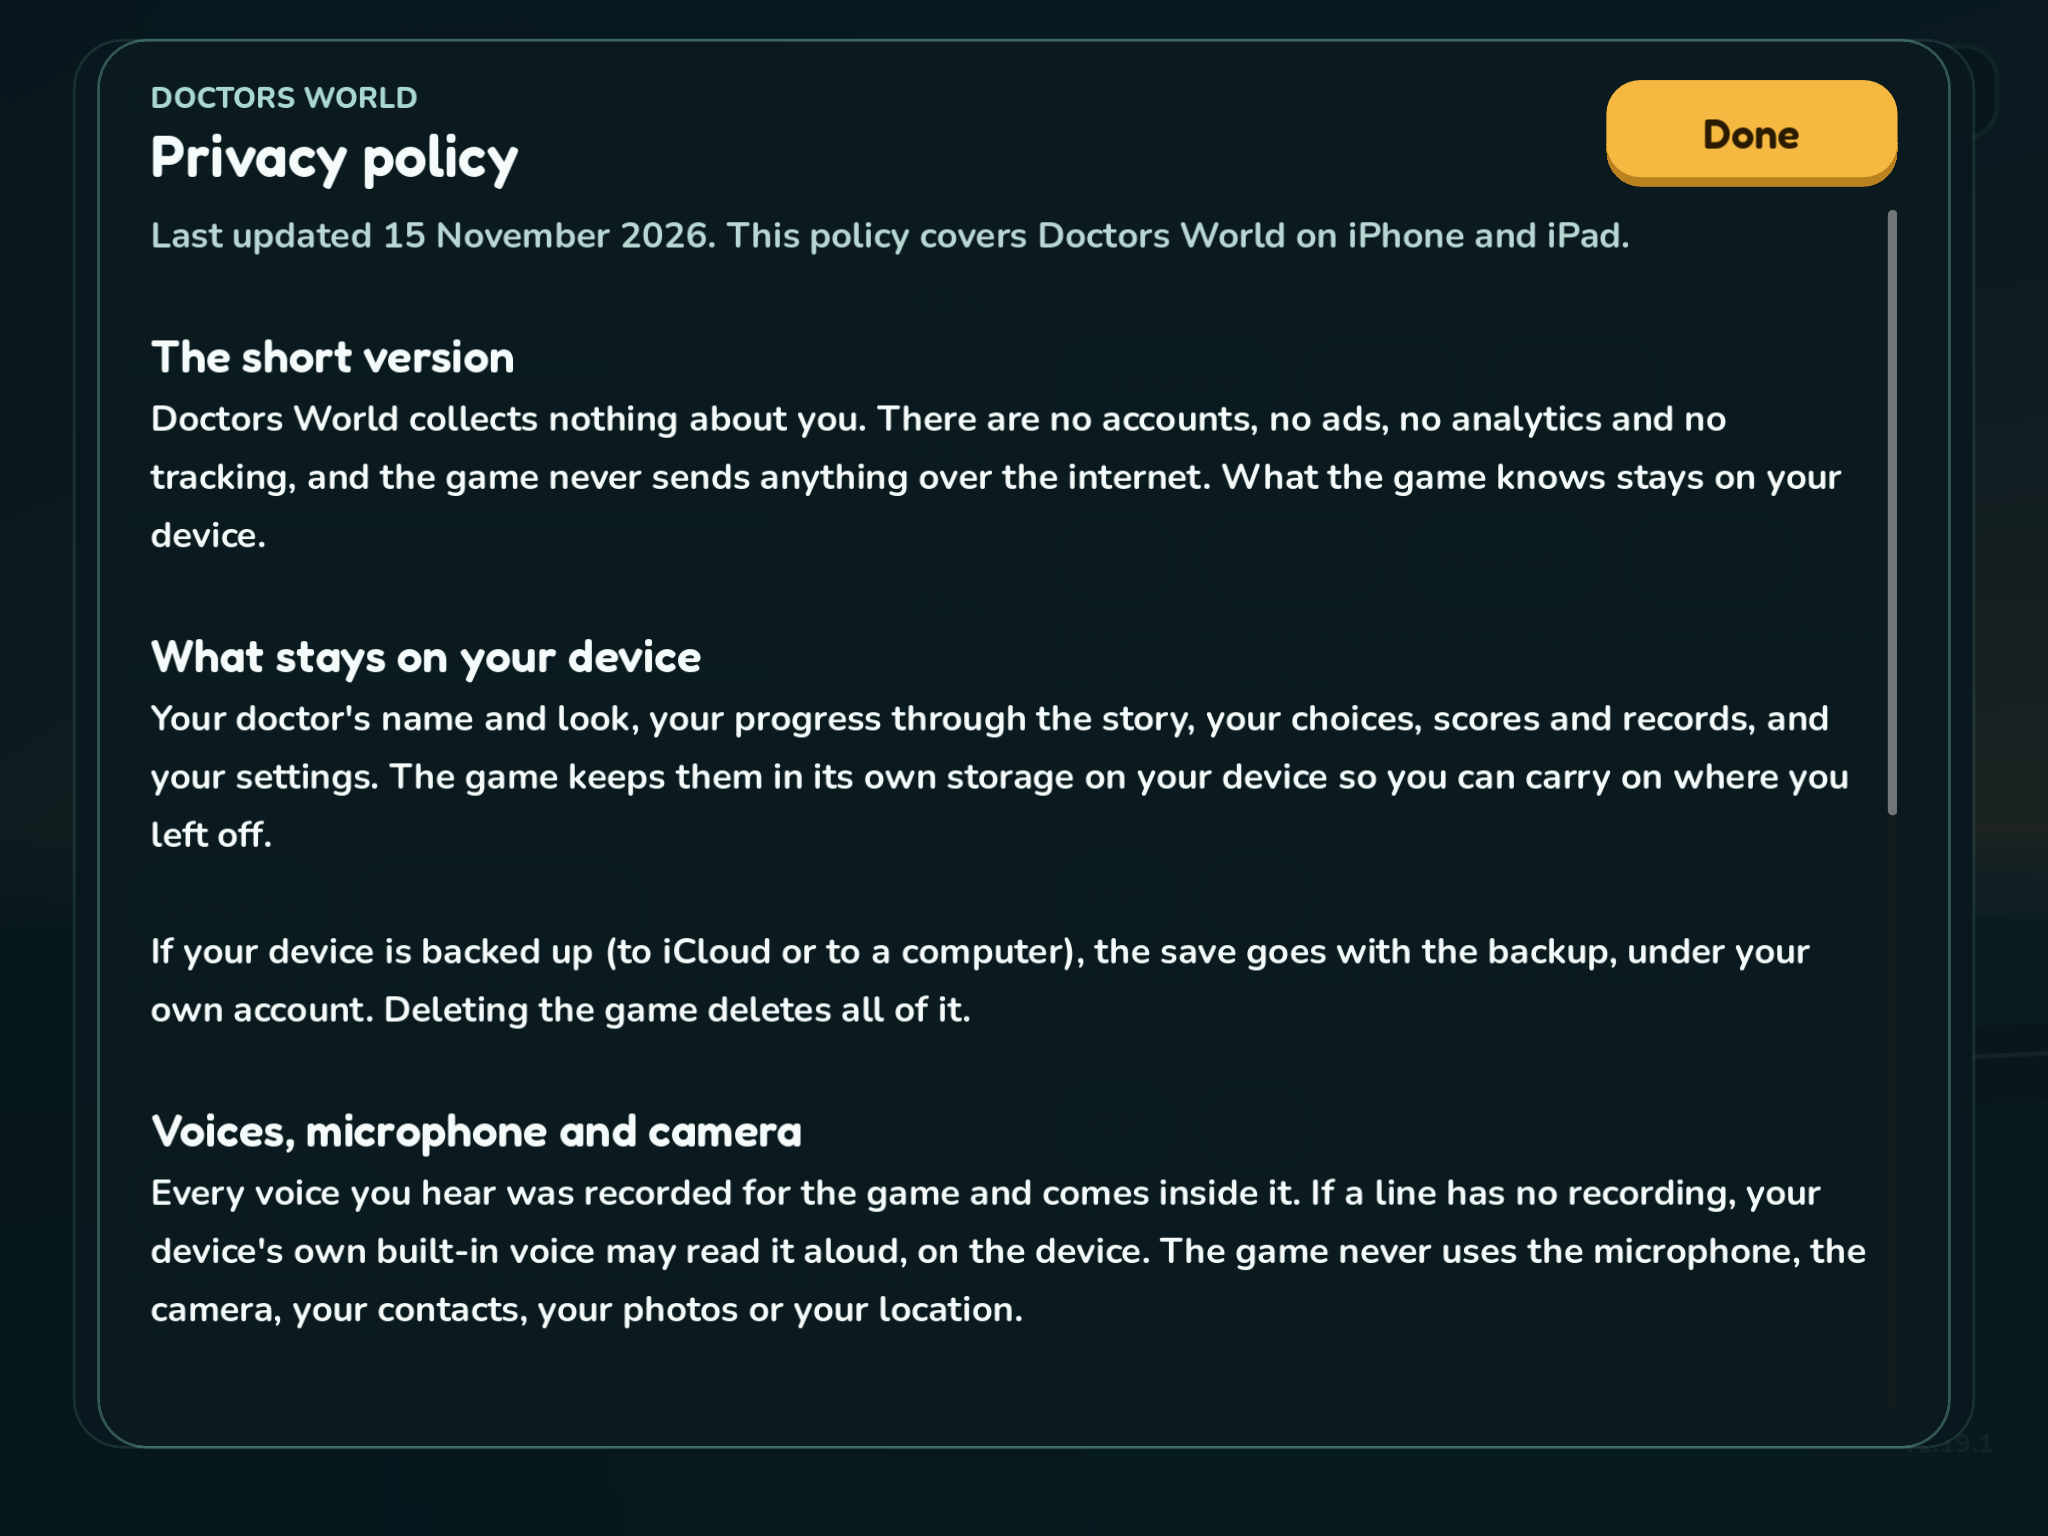 DOCTORS WORLD
Privacy policy
Done
Last updated 15 November 2026. This policy covers Doctors World on iPhone and iPad.
The short version
Doctors World collects nothing about you. There are no accounts, no ads, no analytics and no
tracking, and the game never sends anything over the internet. What the game knows stays on your
device.
What stays on your device
Your doctor's name and look, your progress through the story, your choices, scores and records, and
your settings. The game keeps them in its own storage on your device so you can carry on where you
left off.
If your device is backed up (to iCloud or to a computer), the save goes with the backup, under your
own account. Deleting the game deletes all of it.
Voices, microphone and camera
Every voice you hear was recorded for the game and comes inside it. If a line has no recording, your
device's own built-in voice may read it aloud, on the device. The game never uses the microphone, the
camera, your contacts, your photos or your location.